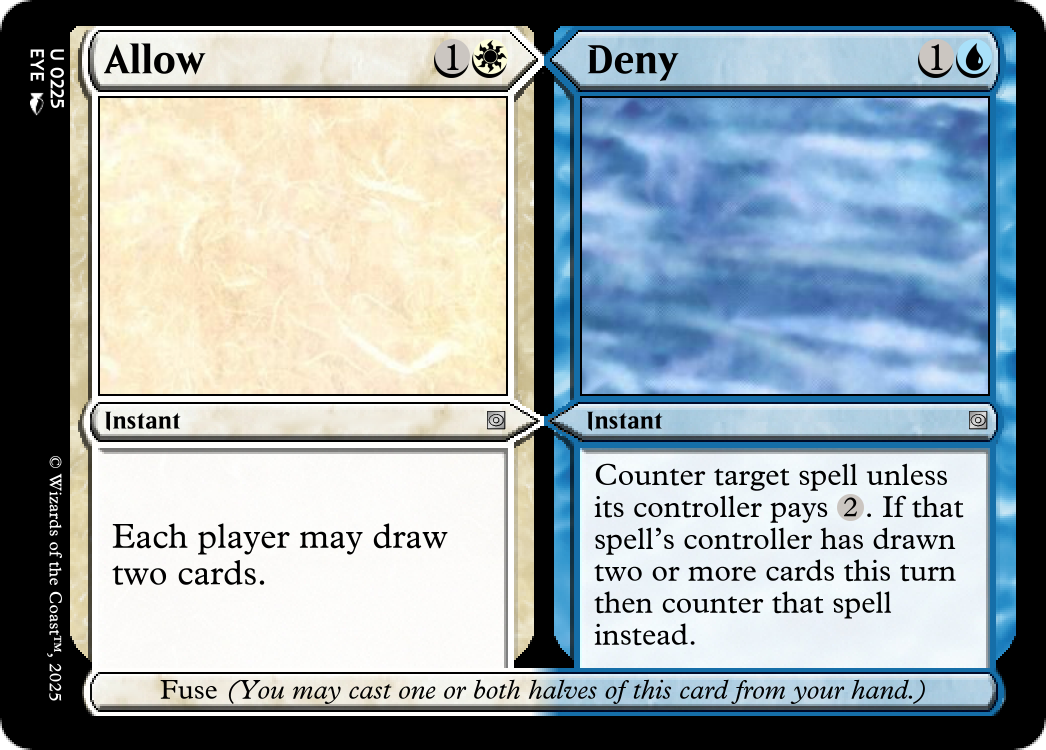 Allow 1
Instant
Each player may draw
two cards.
Deny 1
Instant
Counter target spell unless
its controller pays 2. If that
spell's controller has drawn
two or more cards this turn
then counter that spell
instead.
Fuse (You may cast one or both halves of this card from your hand.)
U 0225
EYE
© Wizards of the Coast™, 2025